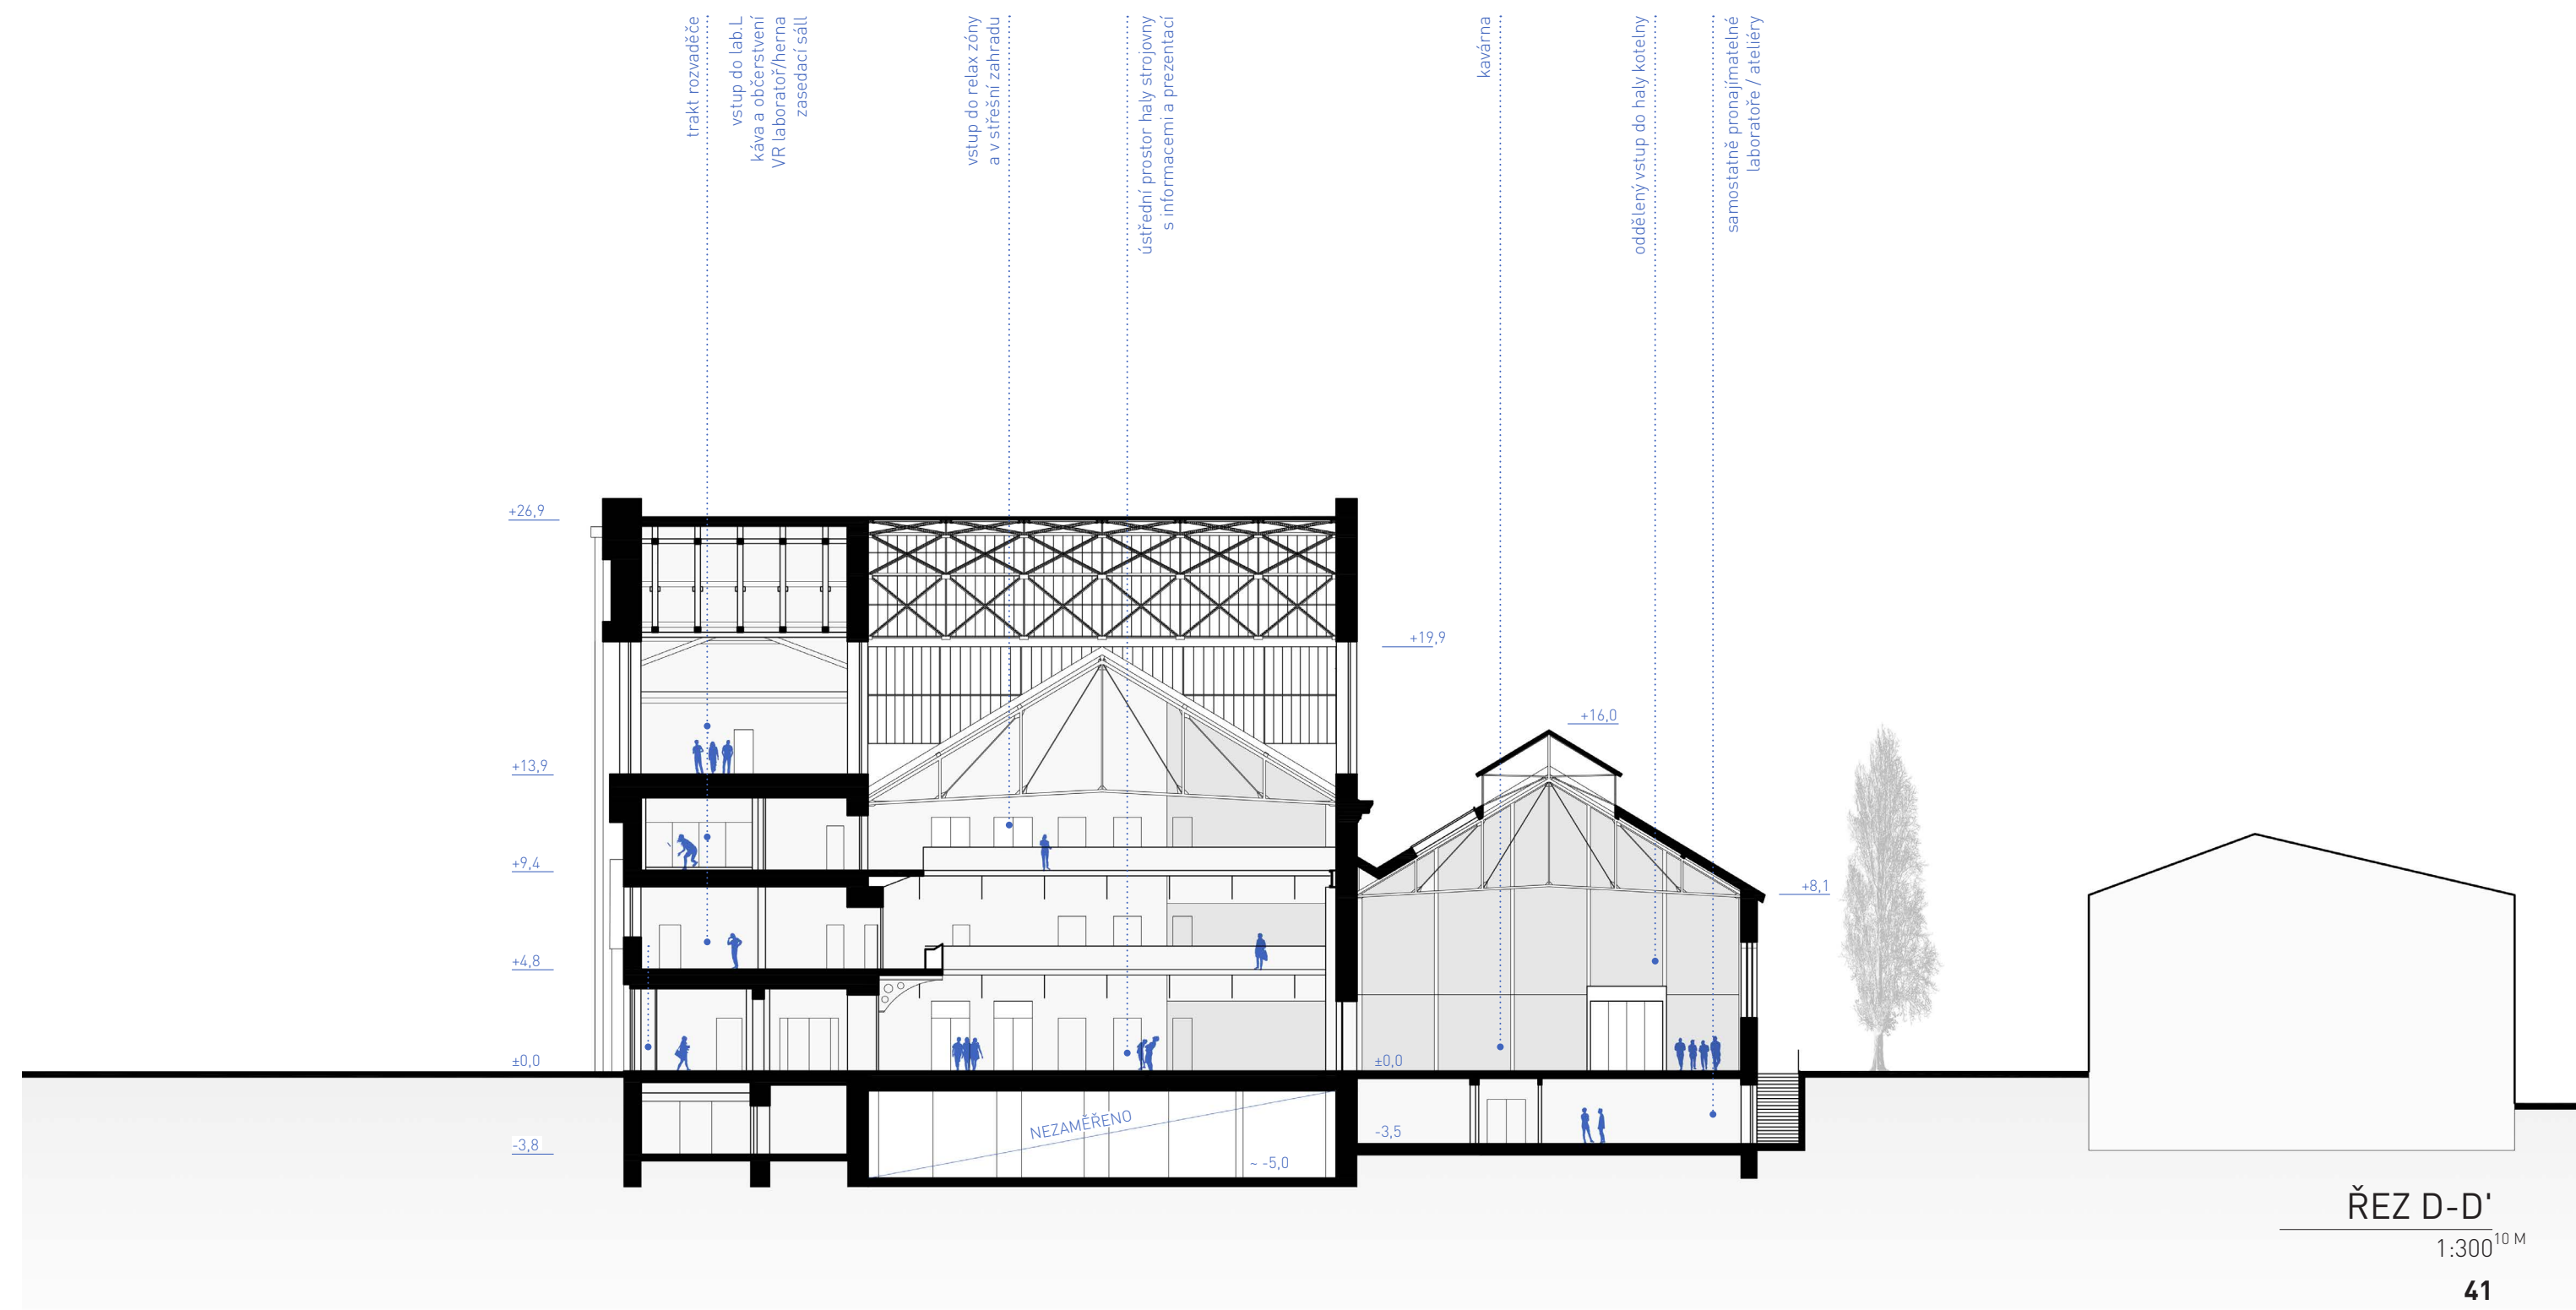 trakt rozvaděče
vstup do lab.L
káva a občerstvení
VR laboratoř/herna
zasedací sáll
vstup do relax zóny
a v střešní zahradu
ústřední prostor haly strojovny
s informacemi a prezentací
kavárna
oddělený vstup do haly kotelny
samostatně pronajímatelné
laboratoře / ateliéry
+26,9
+19,9
+16,0
+13,9
+9,4
+8,1
+4,8
±0,0
±0,0
NEZAMĚŘENO
-3,8
-3,5
~ -5,0
ŘEZ D-D'
1:300 10 M
41